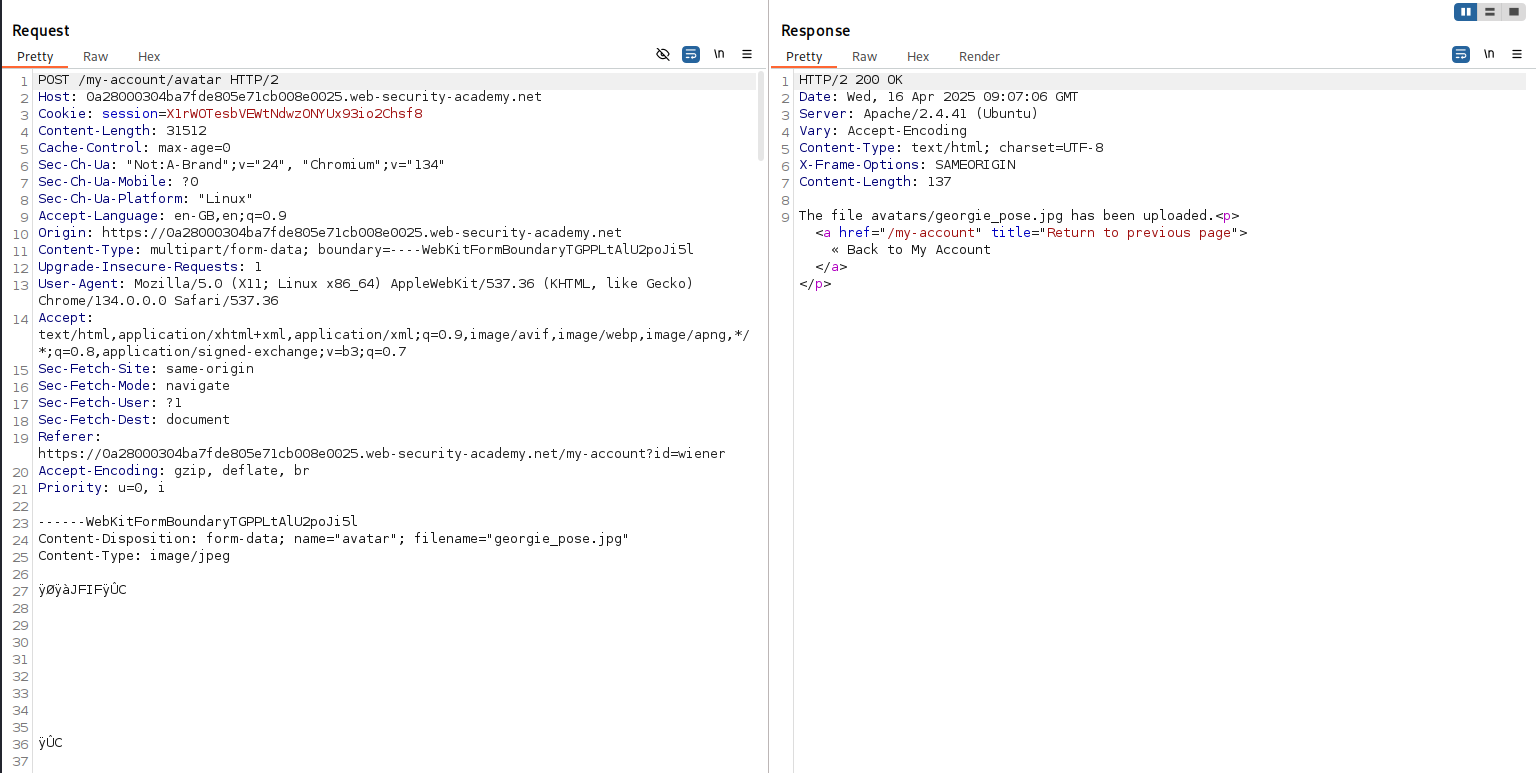 Request
Pretty Raw Hex \n
1 POST /my-account/avatar HTTP/2
2 Host: 0a28000304ba7fde805e71cb008e0025.web-security-academy.net
3 Cookie: session=X1rWOTesbVEWtNdwzONYUx93io2Chsf8
4 Content-Length: 31512
5 Cache-Control: max-age=0
6 Sec-Ch-Ua: "Not:A-Brand";v="24", "Chromium";v="134"
7 Sec-Ch-Ua-Mobile: ?0
8 Sec-Ch-Ua-Platform: "Linux"
9 Accept-Language: en-GB,en;q=0.9
10 Origin: https://0a28000304ba7fde805e71cb008e0025.web-security-academy.net
11 Content-Type: multipart/form-data; boundary=----WebKitFormBoundaryTGPPLtAlU2poJi5l
12 Upgrade-Insecure-Requests: 1
13 User-Agent: Mozilla/5.0 (X11; Linux x86_64) AppleWebKit/537.36 (KHTML, like Gecko)
Chrome/134.0.0.0 Safari/537.36
14 Accept:
text/html,application/xhtml+xml,application/xml;q=0.9,image/avif,image/webp,image/apng,*/
*;q=0.8,application/signed-exchange;v=b3;q=0.7
15 Sec-Fetch-Site: same-origin
16 Sec-Fetch-Mode: navigate
17 Sec-Fetch-User: ?1
18 Sec-Fetch-Dest: document
19 Referer:
https://0a28000304ba7fde805e71cb008e0025.web-security-academy.net/my-account?id=wiener
20 Accept-Encoding: gzip, deflate, br
21 Priority: u=0, i
22
23 ------WebKitFormBoundaryTGPPLtAlU2poJi5l
24 Content-Disposition: form-data; name="avatar"; filename="georgie_pose.jpg"
25 Content-Type: image/jpeg
26
27 ÿØÿàJFIFÿÛC
28
29
30
31
32
33
34
35
36 ÿÛC
37
Response
Pretty Raw Hex Render \n
1 HTTP/2 200 OK
2 Date: Wed, 16 Apr 2025 09:07:06 GMT
3 Server: Apache/2.4.41 (Ubuntu)
4 Vary: Accept-Encoding
5 Content-Type: text/html; charset=UTF-8
6 X-Frame-Options: SAMEORIGIN
7 Content-Length: 137
8
9 The file avatars/georgie_pose.jpg has been uploaded.<p>
<a href="/my-account" title="Return to previous page">
« Back to My Account
</a>
</p>